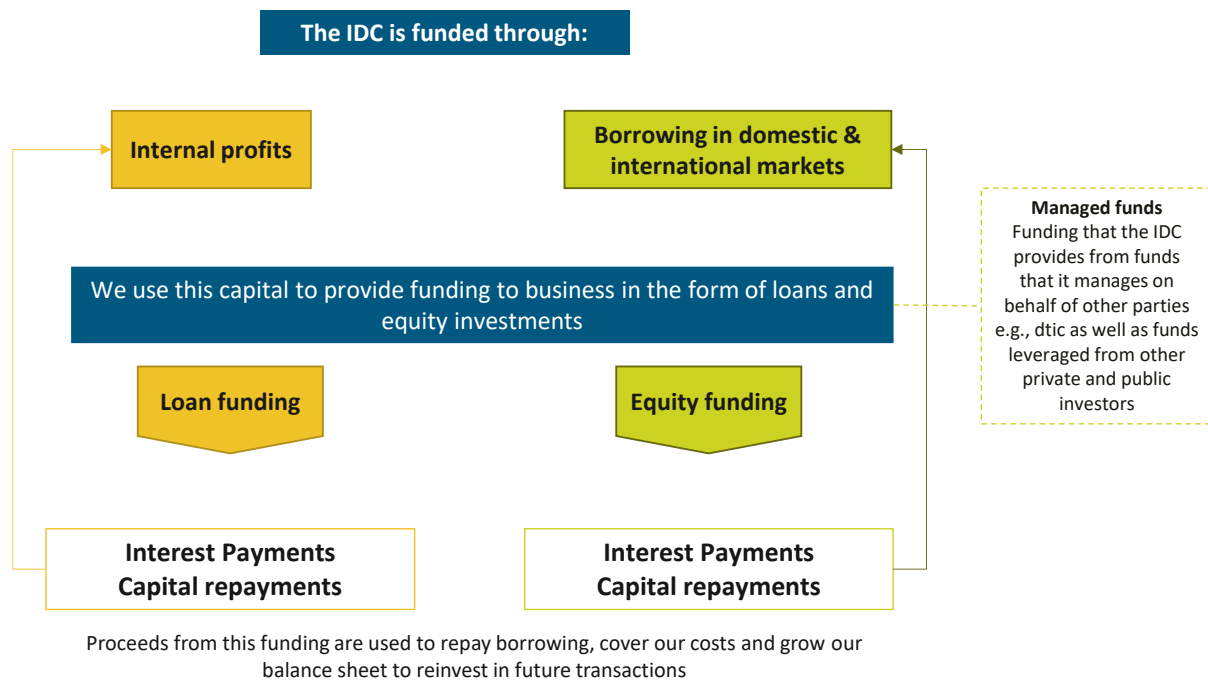 The IDC is funded through:
Internal profits
Borrowing in domestic &
international markets
Managed funds
Funding that the IDC
provides from funds
that it manages on
behalf of other parties
e.g., dtic as well as funds
leveraged from other
private and public
investors
We use this capital to provide funding to business in the form of loans and
equity investments
Loan funding
Equity funding
Interest Payments
Capital repayments
Interest Payments
Capital repayments
Proceeds from this funding are used to repay borrowing, cover our costs and grow our
balance sheet to reinvest in future transactions